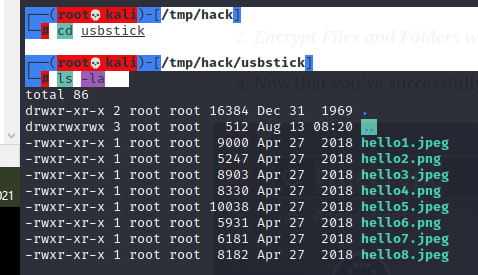 (root💀kali)-[/tmp/hack]
# cd usbstick
2. Encrypt Files and Folders w
(root💀kali)-[/tmp/hack/usbstick]
# ls -la
a. Now that you've successfully
total 86
drwxr-xr-x 2 root root 16384 Dec 31  1969 .
drwxrwxrwx 3 root root   512 Aug 13 08:20 ..
-rwxr-xr-x 1 root root  9000 Apr 27  2018 hello1.jpeg
-rwxr-xr-x 1 root root  5247 Apr 27  2018 hello2.png
-rwxr-xr-x 1 root root  8903 Apr 27  2018 hello3.jpeg
-rwxr-xr-x 1 root root  8330 Apr 27  2018 hello4.png
021
-rwxr-xr-x 1 root root 10038 Apr 27  2018 hello5.jpeg
-rwxr-xr-x 1 root root  5931 Apr 27  2018 hello6.png
-rwxr-xr-x 1 root root  6181 Apr 27  2018 hello7.jpeg
-rwxr-xr-x 1 root root  8182 Apr 27  2018 hello8.jpeg